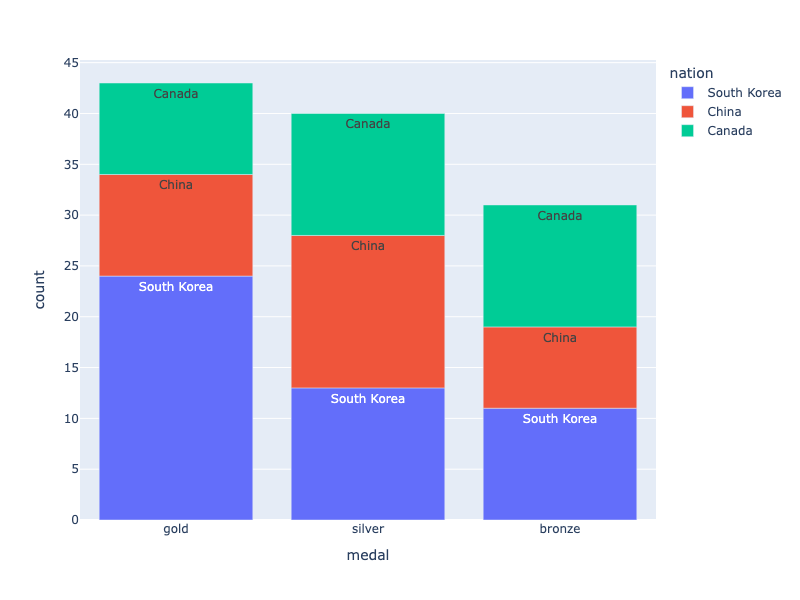 nation
South Korea
China
Canada
count
45
40
35
30
25
20
15
10
5
0
Canada
China
South Korea
Canada
China
South Korea
Canada
China
South Korea
gold silver bronze
medal